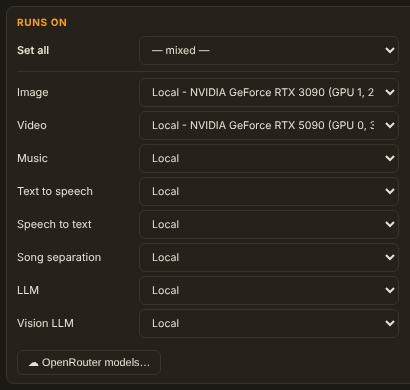 RUNS ON
Set all — mixed —
Image Local - NVIDIA GeForce RTX 3090 (GPU 1, 2
Video Local - NVIDIA GeForce RTX 5090 (GPU 0, 3
Music Local
Text to speech Local
Speech to text Local
Song separation Local
LLM Local
Vision LLM Local
☁ OpenRouter models...